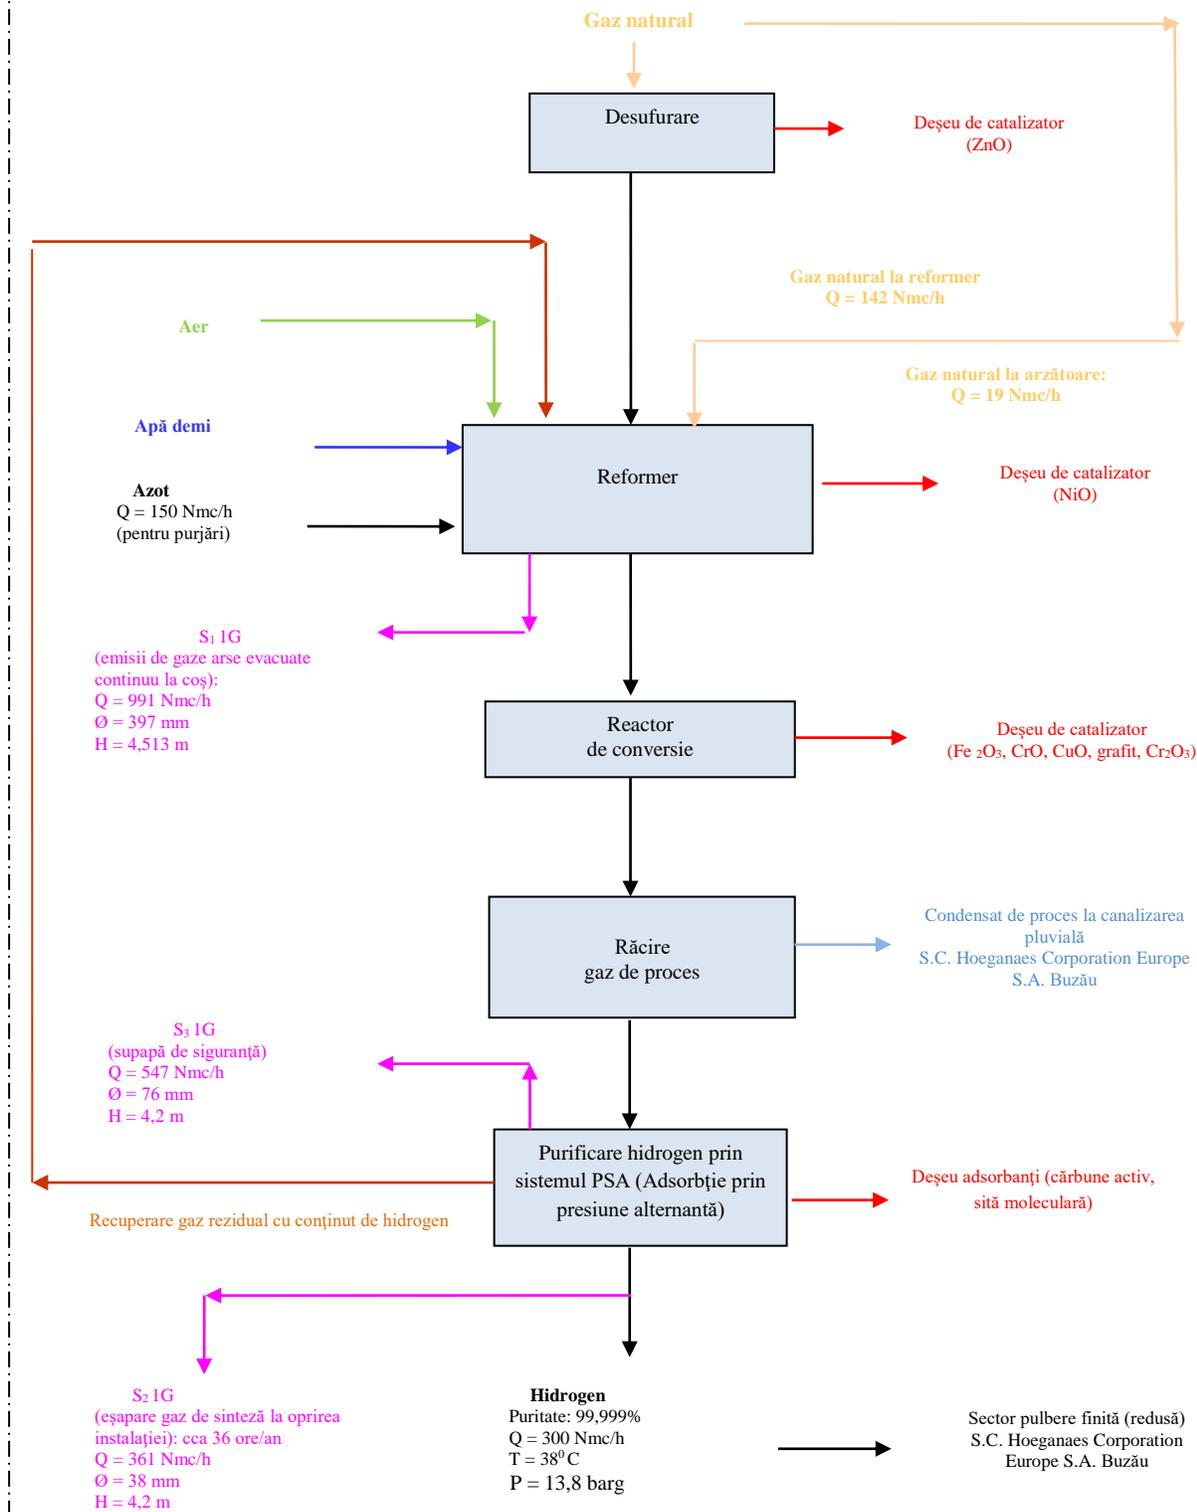 Gaz natural
Desufurare
Deşeu de catalizator
(ZnO)
Gaz natural la reformer
Q = 142 Nmc/h
Aer
Gaz natural la arzătoare:
Q = 19 Nmc/h
Apă demi
Reformer
Deşeu de catalizator
(NiO)
Azot
Q = 150 Nmc/h
(pentru purjări)
S₁ 1G
(emisii de gaze arse evacuate
continuu la coş):
Q = 991 Nmc/h
Ø = 397 mm
H = 4,513 m
Reactor
de conversie
Deşeu de catalizator
(Fe ₂O₃, CrO, CuO, grafit, Cr₂O₃)
Răcire
gaz de proces
Condensat de proces la canalizarea
pluvială
S.C. Hoeganaes Corporation Europe
S.A. Buzău
S₃ 1G
(supapă de siguranţă)
Q = 547 Nmc/h
Ø = 76 mm
H = 4,2 m
Purificare hidrogen prin
sistemul PSA (Adsorbţie prin
presiune alternantă)
Deşeu adsorbanţi (cărbune activ,
sită moleculară)
Recuperare gaz rezidual cu conţinut de hidrogen
S₂ 1G
(eşapare gaz de sinteză la oprirea
instalaţiei): cca 36 ore/an
Q = 361 Nmc/h
Ø = 38 mm
H = 4,2 m
Hidrogen
Puritate: 99,999%
Q = 300 Nmc/h
T = 38⁰ C
P = 13,8 barg
Sector pulbere finită (redusă)
S.C. Hoeganaes Corporation
Europe S.A. Buzău